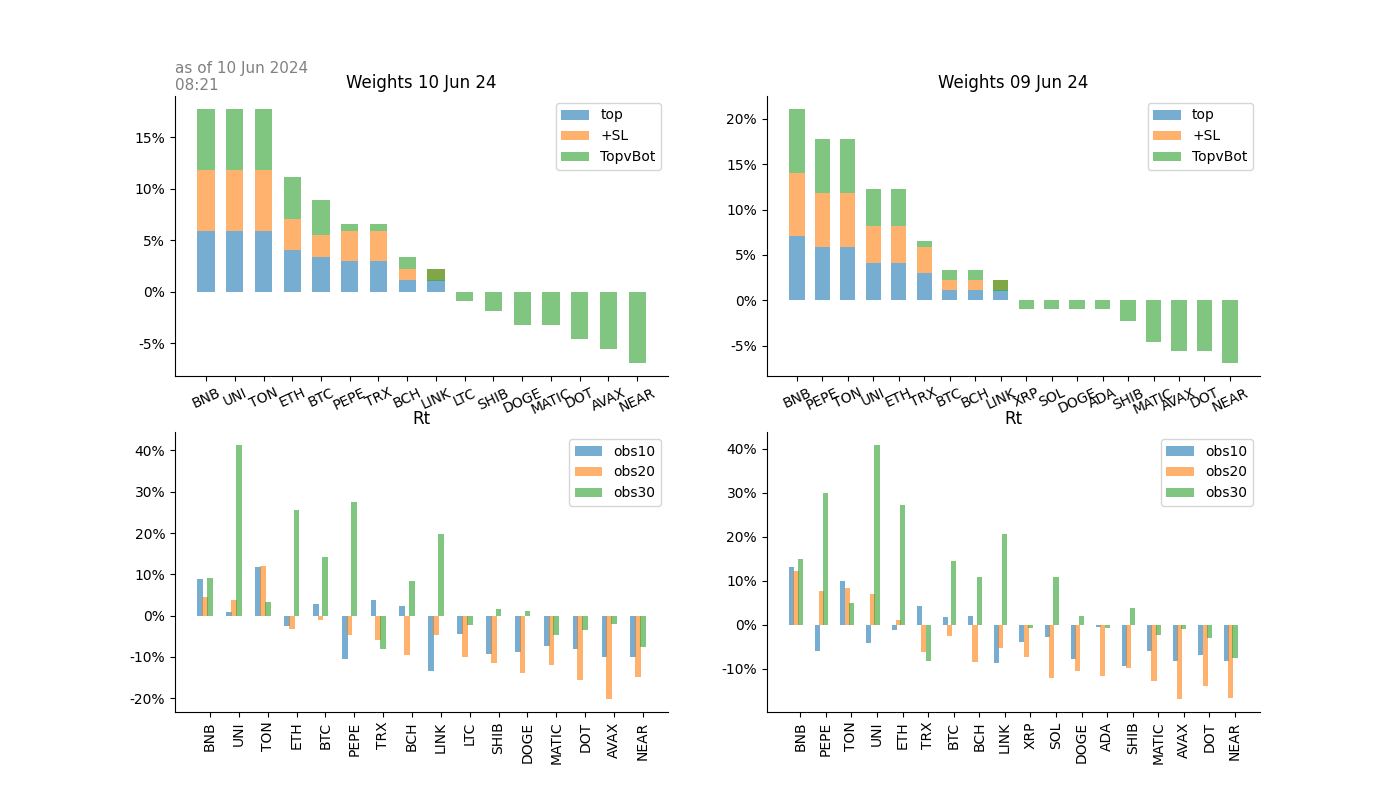 as of 10 Jun 2024
08:21
Weights 10 Jun 24
top
+SL
TopvBot
15%
10%
5%
0%
-5%
BNB UNI TON ETH BTC PEPE TRX BCH LINK LTC SHIB DOGE MATIC DOT AVAX NEAR
Weights 09 Jun 24
top
+SL
TopvBot
20%
15%
10%
5%
0%
-5%
BNB PEPE TON UNI ETH TRX BTC BCH LINK XRP SOL DOGE ADA SHIB MATIC AVAX DOT NEAR
Rt
obs10
obs20
obs30
40%
30%
20%
10%
0%
-10%
-20%
BNB UNI TON ETH BTC PEPE TRX BCH LINK LTC SHIB DOGE MATIC DOT AVAX NEAR
Rt
obs10
obs20
obs30
40%
30%
20%
10%
0%
-10%
BNB PEPE TON UNI ETH TRX BTC BCH LINK XRP SOL DOGE ADA SHIB MATIC AVAX DOT NEAR